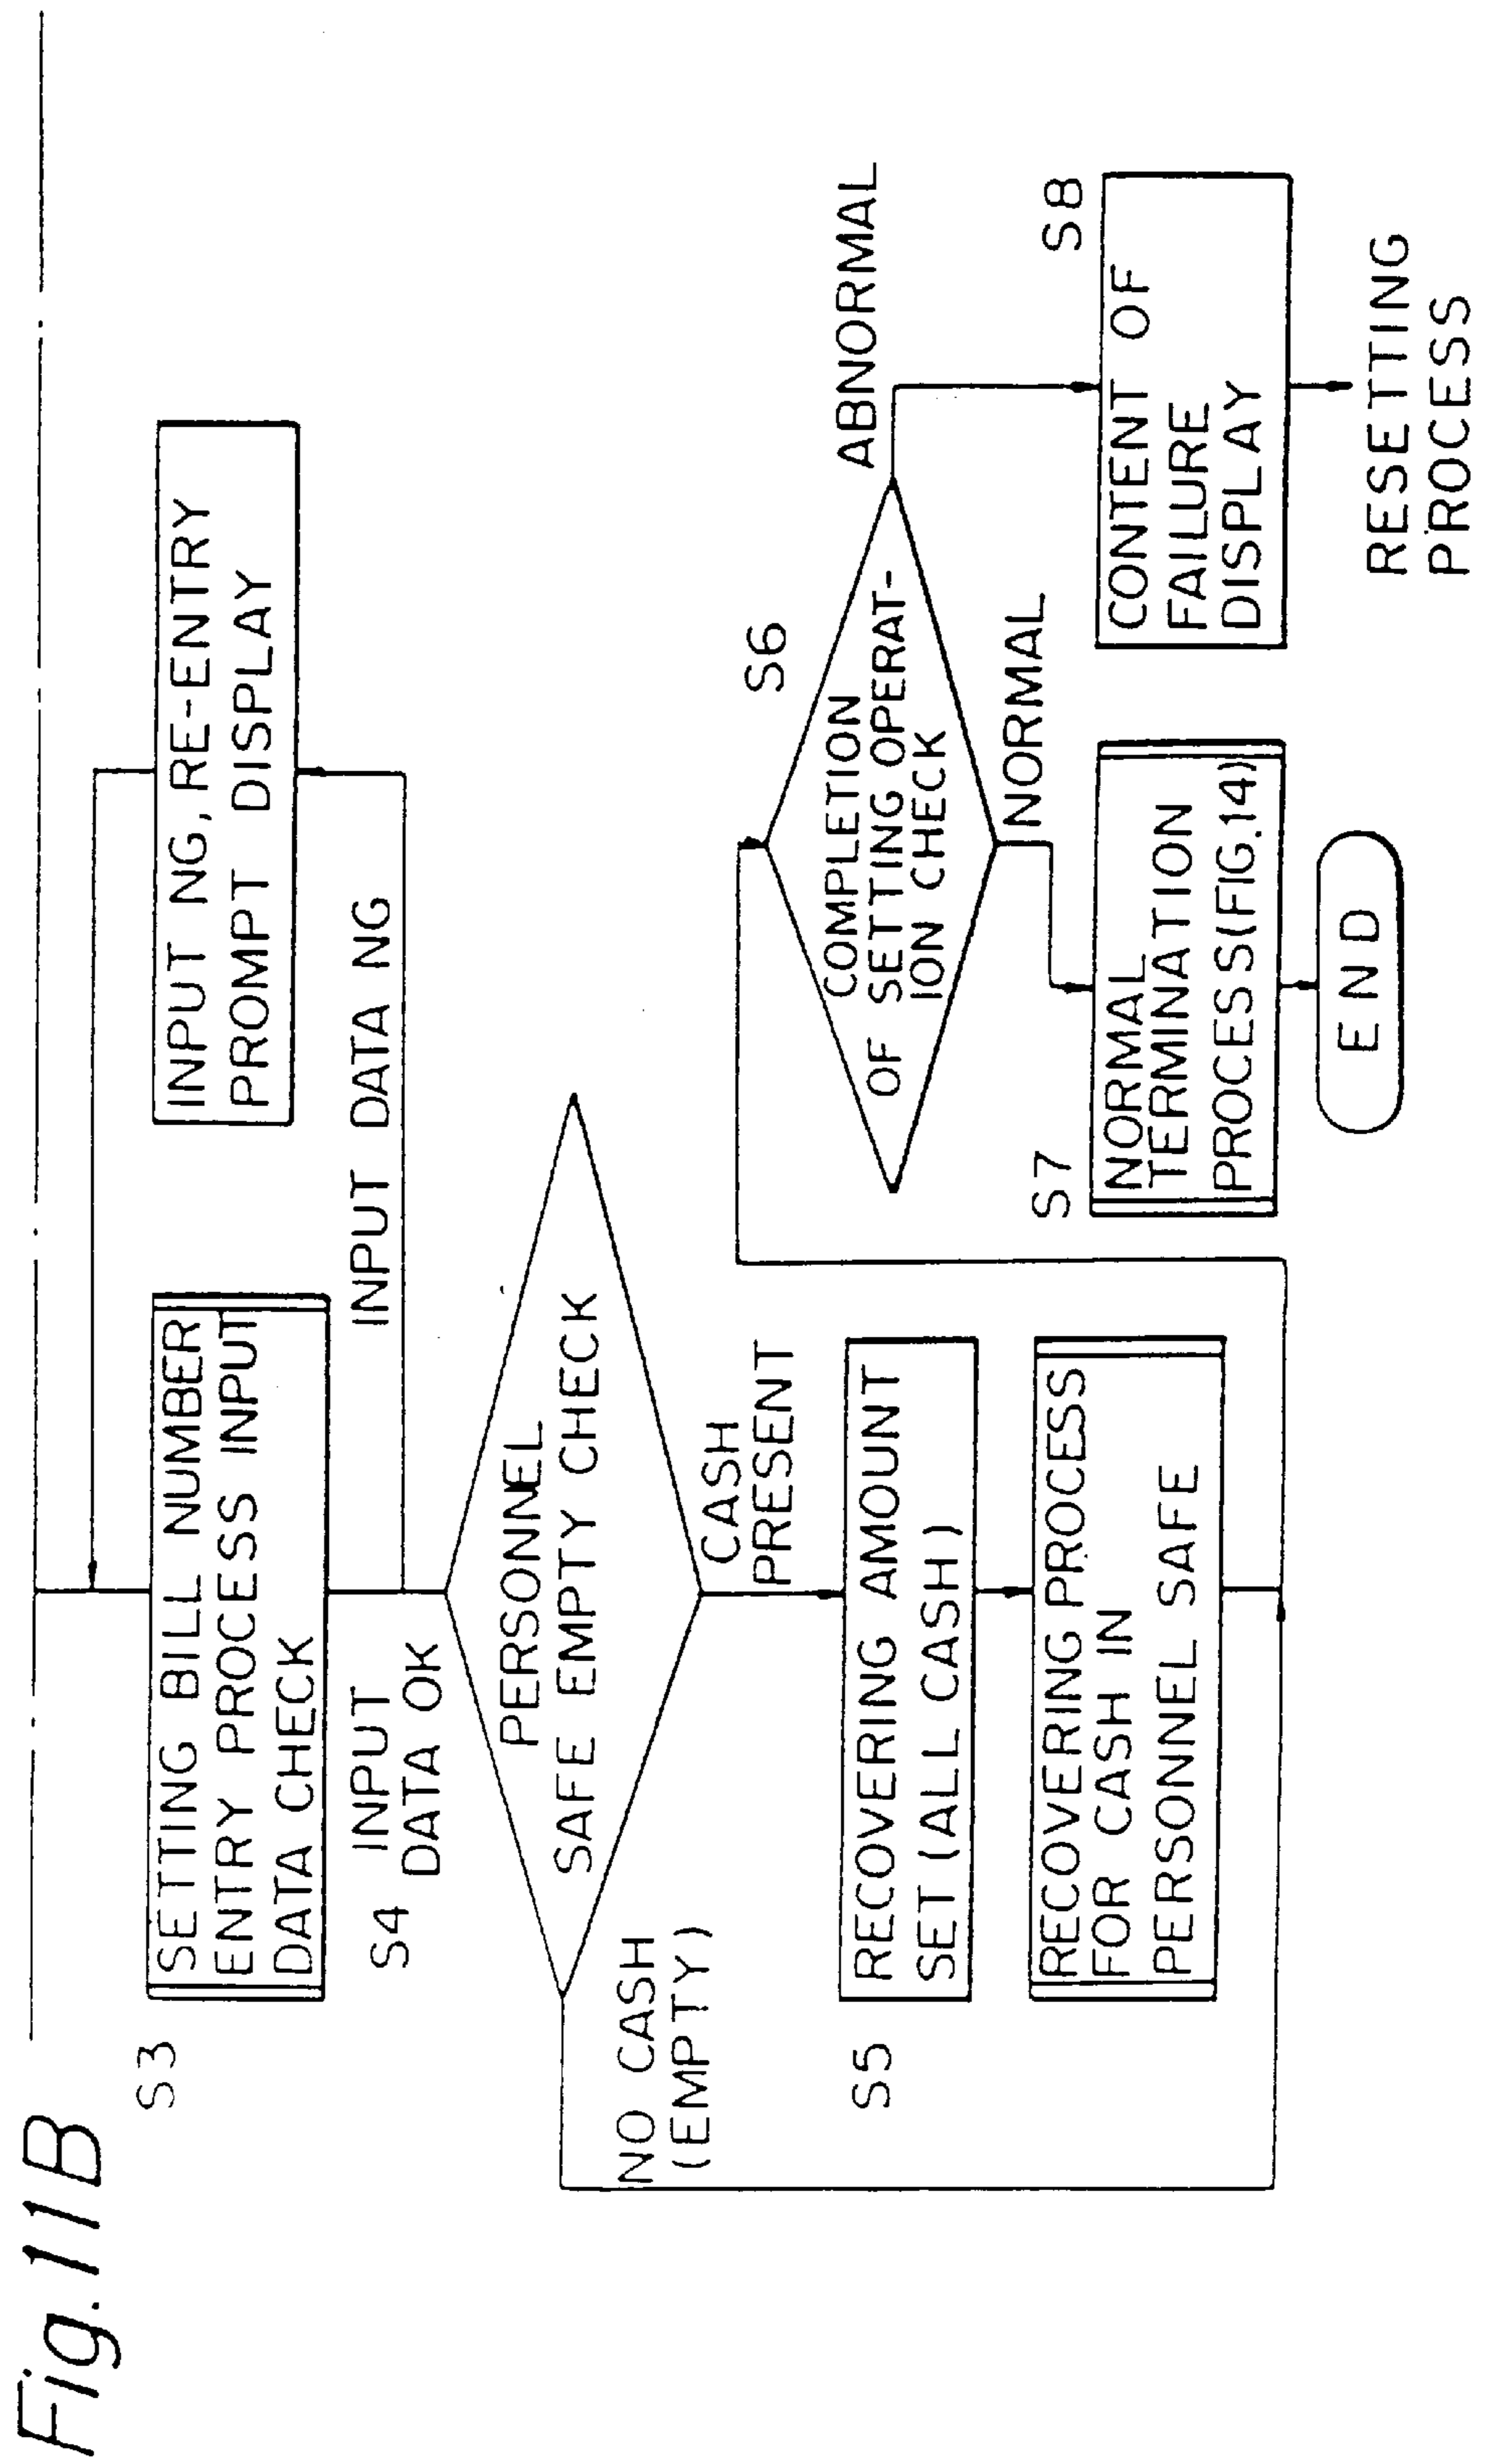 Fig.11B
S3
SETTING BILL NUMBER
ENTRY PROCESS INPUT
DATA CHECK
INPUT NG, RE-ENTRY
PROMPT DISPLAY
INPUT DATA NG
S4
INPUT
DATA OK
PERSONNEL
SAFE EMPTY CHECK
NO CASH
(EMPTY)
CASH
PRESENT
S5
RECOVERING AMOUNT
SET (ALL CASH)
RECOVERING PROCESS
FOR CASH IN
PERSONNEL SAFE
S6
COMPLETION
OF SETTING OPERAT-
ION CHECK
ABNORMAL
NORMAL
S7
NORMAL
TERMINATION
PROCESS(FIG.14)
END
S8
CONTENT OF
FAILURE
DISPLAY
RESETTING
PROCESS